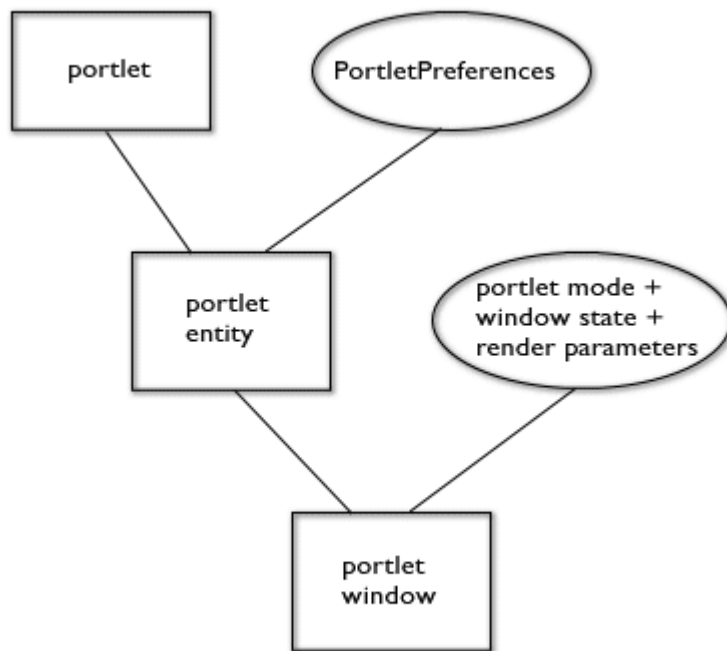 portlet
PortletPreferences
portlet
entity
portlet mode +
window state +
render parameters
portlet
window